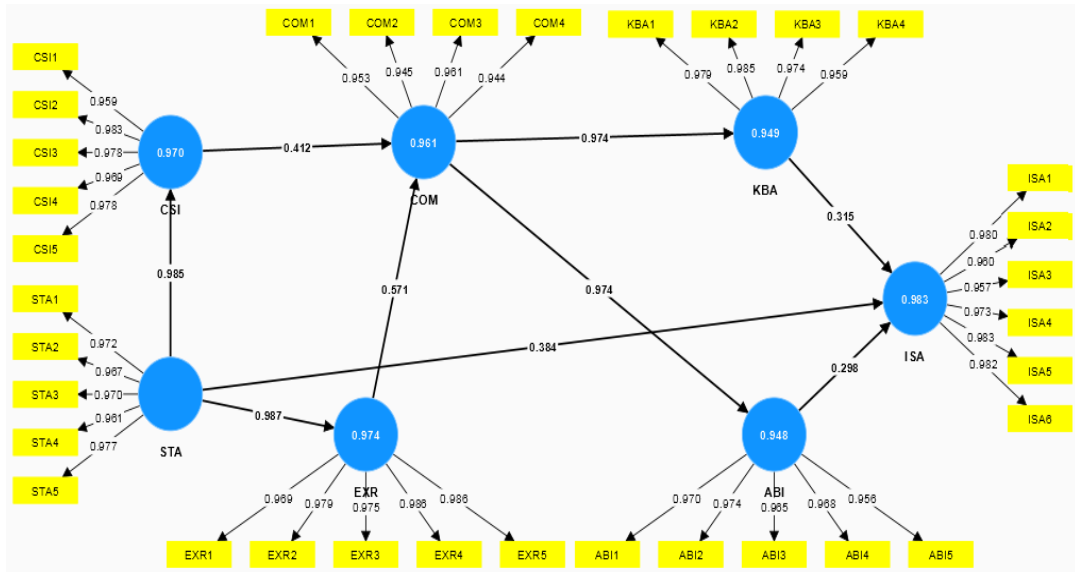 COM1
COM2
COM3
COM4
KBA1
KBA2
KBA3
KBA4
CSI1
CSI2
CSI3
CSI4
CSI5
0.953
0.945
0.961
0.944
0.979
0.985
0.974
0.959
0.959
0.983
0.978
0.969
0.978
0.970
CSI
0.412
0.961
COM
0.974
0.949
KBA
0.985
0.571
0.974
0.315
ISA1
ISA2
ISA3
ISA4
ISA5
ISA6
0.980
0.960
0.957
0.973
0.983
0.982
0.983
ISA
STA1
STA2
STA3
STA4
STA5
0.972
0.967
0.970
0.961
0.977
STA
0.384
0.987
0.298
0.974
EXR
0.948
ABI
0.969
0.979
0.975
0.986
0.986
0.970
0.974
0.965
0.968
0.956
EXR1
EXR2
EXR3
EXR4
EXR5
ABI1
ABI2
ABI3
ABI4
ABI5